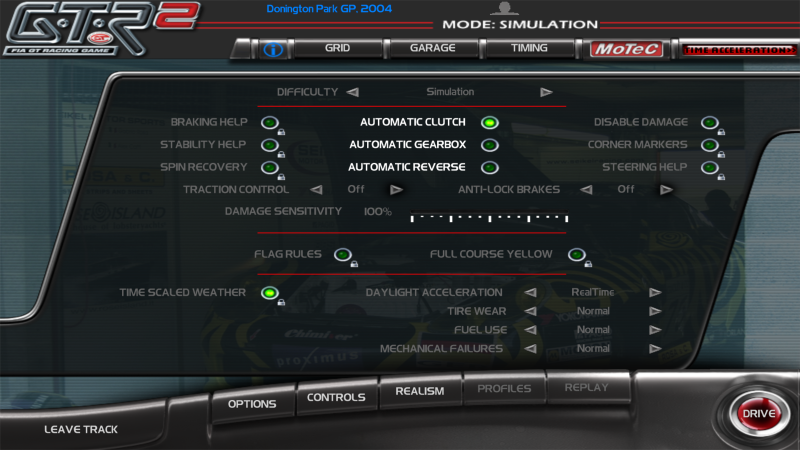 Donington Park GP, 2004
GTR2
FIA GT RACING GAME
MODE: SIMULATION
GRID GARAGE TIMING MoTeC TIME ACCELERATION
DIFFICULTY Simulation
BRAKING HELP AUTOMATIC CLUTCH DISABLE DAMAGE
STABILITY HELP AUTOMATIC GEARBOX CORNER MARKERS
SPIN RECOVERY AUTOMATIC REVERSE STEERING HELP
TRACTION CONTROL Off ANTI-LOCK BRAKES Off
DAMAGE SENSITIVITY 100%
FLAG RULES FULL COURSE YELLOW
TIME SCALED WEATHER DAYLIGHT ACCELERATION RealTime
TIRE WEAR Normal
FUEL USE Normal
MECHANICAL FAILURES Normal
proximus
OPTIONS CONTROLS REALISM PROFILES REPLAY
LEAVE TRACK DRIVE